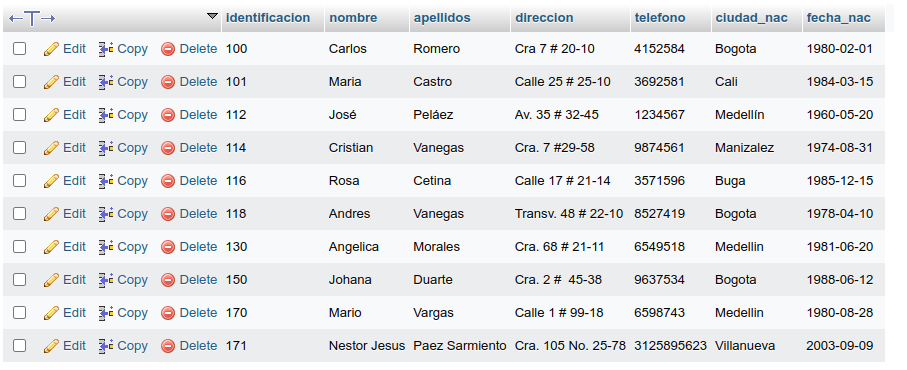 identificacion nombre apellidos direccion telefono ciudad_nac fecha_nac
Edit Copy Delete 100 Carlos Romero Cra 7 # 20-10 4152584 Bogota 1980-02-01
Edit Copy Delete 101 Maria Castro Calle 25 # 25-10 3692581 Cali 1984-03-15
Edit Copy Delete 112 José Peláez Av. 35 # 32-45 1234567 Medellín 1960-05-20
Edit Copy Delete 114 Cristian Vanegas Cra. 7 #29-58 9874561 Manizalez 1974-08-31
Edit Copy Delete 116 Rosa Cetina Calle 17 # 21-14 3571596 Buga 1985-12-15
Edit Copy Delete 118 Andres Vanegas Transv. 48 # 22-10 8527419 Bogota 1978-04-10
Edit Copy Delete 130 Angelica Morales Cra. 68 # 21-11 6549518 Medellin 1981-06-20
Edit Copy Delete 150 Johana Duarte Cra. 2 # 45-38 9637534 Bogota 1988-06-12
Edit Copy Delete 170 Mario Vargas Calle 1 # 99-18 6598743 Medellin 1980-08-28
Edit Copy Delete 171 Nestor Jesus Paez Sarmiento Cra. 105 No. 25-78 3125895623 Villanueva 2003-09-09